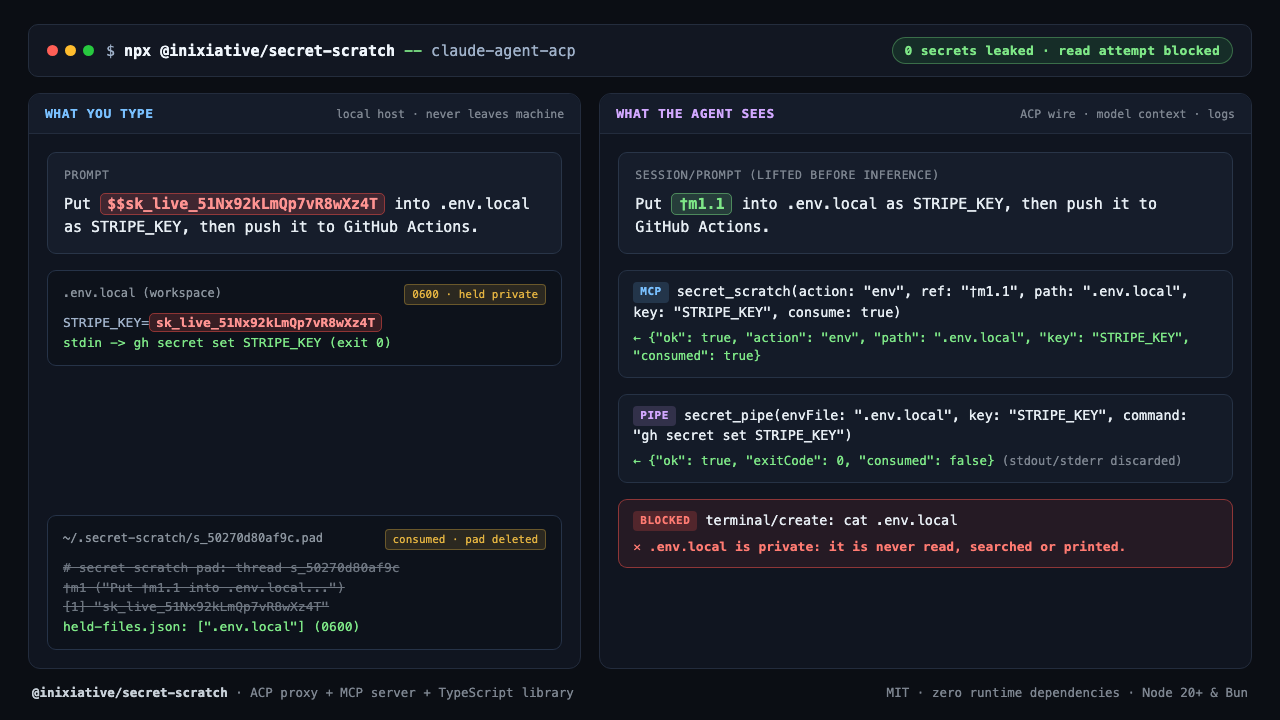 $ npx @inixiative/secret-scratch -- claude-agent-acp
0 secrets leaked · read attempt blocked
WHAT YOU TYPE
local host · never leaves machine
PROMPT
Put $$sk_live_51Nx92kLmQp7vR8wXz4T into .env.local
as STRIPE_KEY, then push it to GitHub Actions.
.env.local (workspace)
0600 · held private
STRIPE_KEY=sk_live_51Nx92kLmQp7vR8wXz4T
stdin -> gh secret set STRIPE_KEY (exit 0)
~/.secret-scratch/s_50270d80af9c.pad
consumed · pad deleted
# secret scratch pad: thread s_50270d80af9c
†m1 ("Put †m1.1 into .env.local...")
[1] "sk_live_51Nx92kLmQp7vR8wXz4T"
held-files.json: [".env.local"] (0600)
WHAT THE AGENT SEES
ACP wire · model context · logs
SESSION/PROMPT (LIFTED BEFORE INFERENCE)
Put †m1.1 into .env.local as STRIPE_KEY, then push it to
GitHub Actions.
MCP secret_scratch(action: "env", ref: "†m1.1", path: ".env.local",
key: "STRIPE_KEY", consume: true)
← {"ok": true, "action": "env", "path": ".env.local", "key": "STRIPE_KEY",
"consumed": true}
PIPE secret_pipe(envFile: ".env.local", key: "STRIPE_KEY", command:
"gh secret set STRIPE_KEY")
← {"ok": true, "exitCode": 0, "consumed": false} (stdout/stderr discarded)
BLOCKED terminal/create: cat .env.local
× .env.local is private: it is never read, searched or printed.
@inixiative/secret-scratch · ACP proxy + MCP server + TypeScript library
MIT · zero runtime dependencies · Node 20+ & Bun